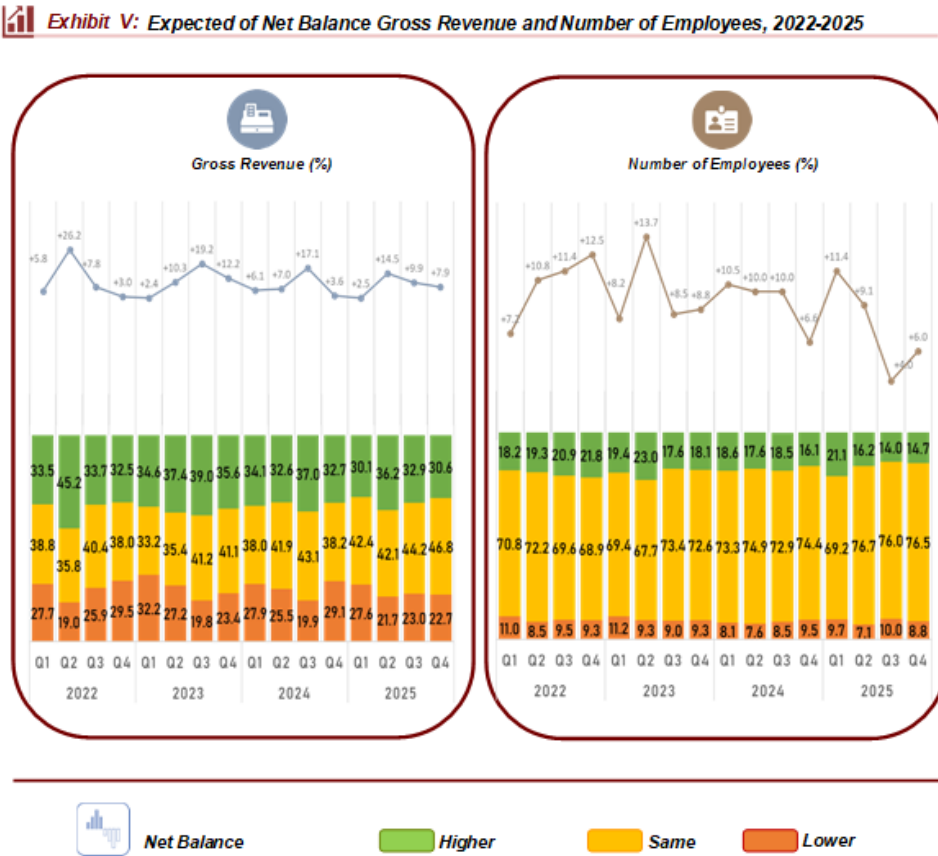 Exhibit V: Expected of Net Balance Gross Revenue and Number of Employees, 2022-2025
Gross Revenue (%)
+5.8 +26.2 +7.8 +3.0 +2.4 +10.3 +19.2 +12.2 +6.1 +7.0 +17.1 +3.6 +2.5 +14.5 +9.9 +7.9
33.5 45.2 33.7 32.5 34.6 37.4 39.0 35.6 34.1 32.6 37.0 32.7 30.1 36.2 32.9 30.6
38.8 35.8 40.4 38.0 33.2 35.4 41.2 41.1 38.0 41.9 43.1 38.2 42.4 42.1 44.2 46.8
27.7 19.0 25.9 29.5 32.2 27.2 19.8 23.4 27.9 25.5 19.9 29.1 27.6 21.7 23.0 22.7
Q1 Q2 Q3 Q4 Q1 Q2 Q3 Q4 Q1 Q2 Q3 Q4 Q1 Q2 Q3 Q4
2022 2023 2024 2025
Number of Employees (%)
+10.8 +11.4 +12.5 +8.2 +13.7 +8.5 +8.8 +10.5 +10.0 +10.0 +6.6 +11.4 +9.1 +4.0 +6.0
18.2 19.3 20.9 21.8 19.4 23.0 17.6 18.1 18.6 17.6 18.5 16.1 21.1 16.2 14.0 14.7
70.8 72.2 69.6 68.9 69.4 67.7 73.4 72.6 73.3 74.9 72.9 74.4 69.2 76.7 76.0 76.5
11.0 8.5 9.5 9.3 11.2 9.3 9.0 9.3 8.1 7.6 8.5 9.5 9.7 7.1 10.0 8.8
Q1 Q2 Q3 Q4 Q1 Q2 Q3 Q4 Q1 Q2 Q3 Q4 Q1 Q2 Q3 Q4
2022 2023 2024 2025
Net Balance
Higher
Same
Lower